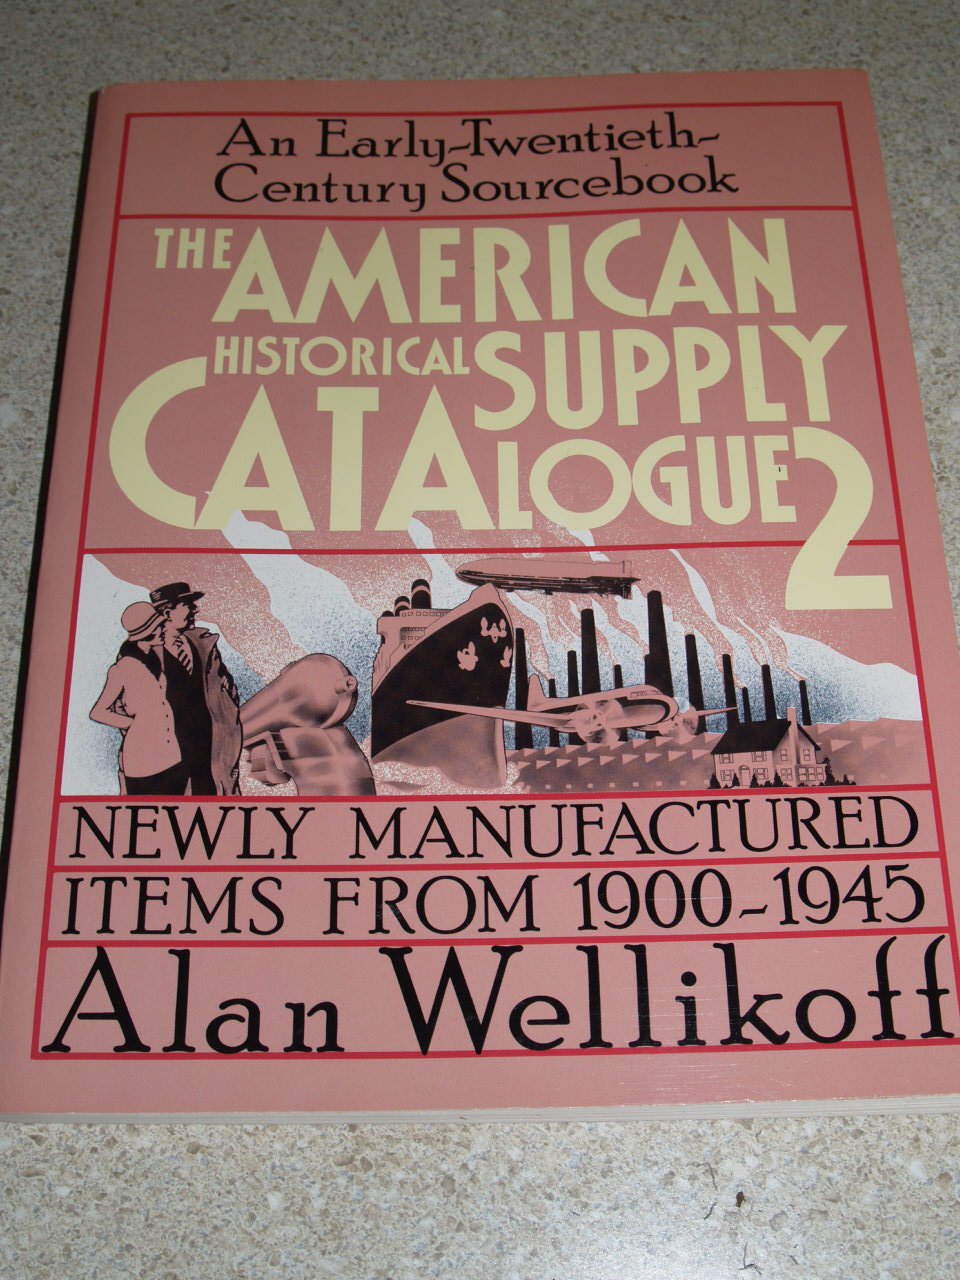 An Early-Twentieth-
Century Sourcebook
THE AMERICAN
HISTORICAL SUPPLY
CATALOGUE 2
NEWLY MANUFACTURED
ITEMS FROM 1900-1945
Alan Wellikoff